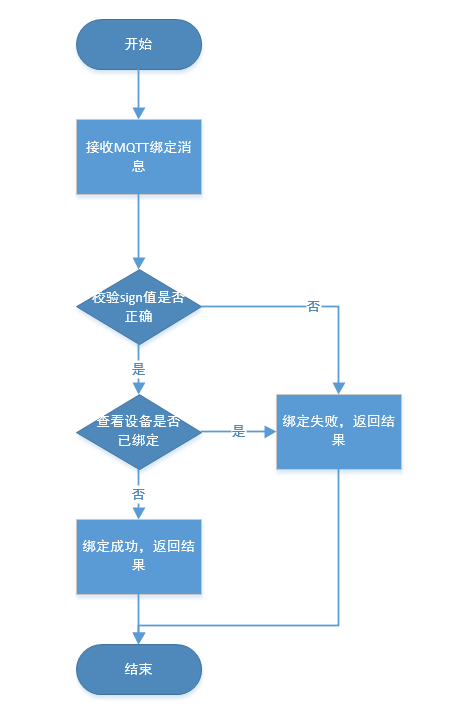 开始
接收MQTT绑定消
息
校验sign值是否
正确
否
是
查看设备是否
已绑定
是
绑定失败，返回结
果
否
绑定成功，返回结
果
结束